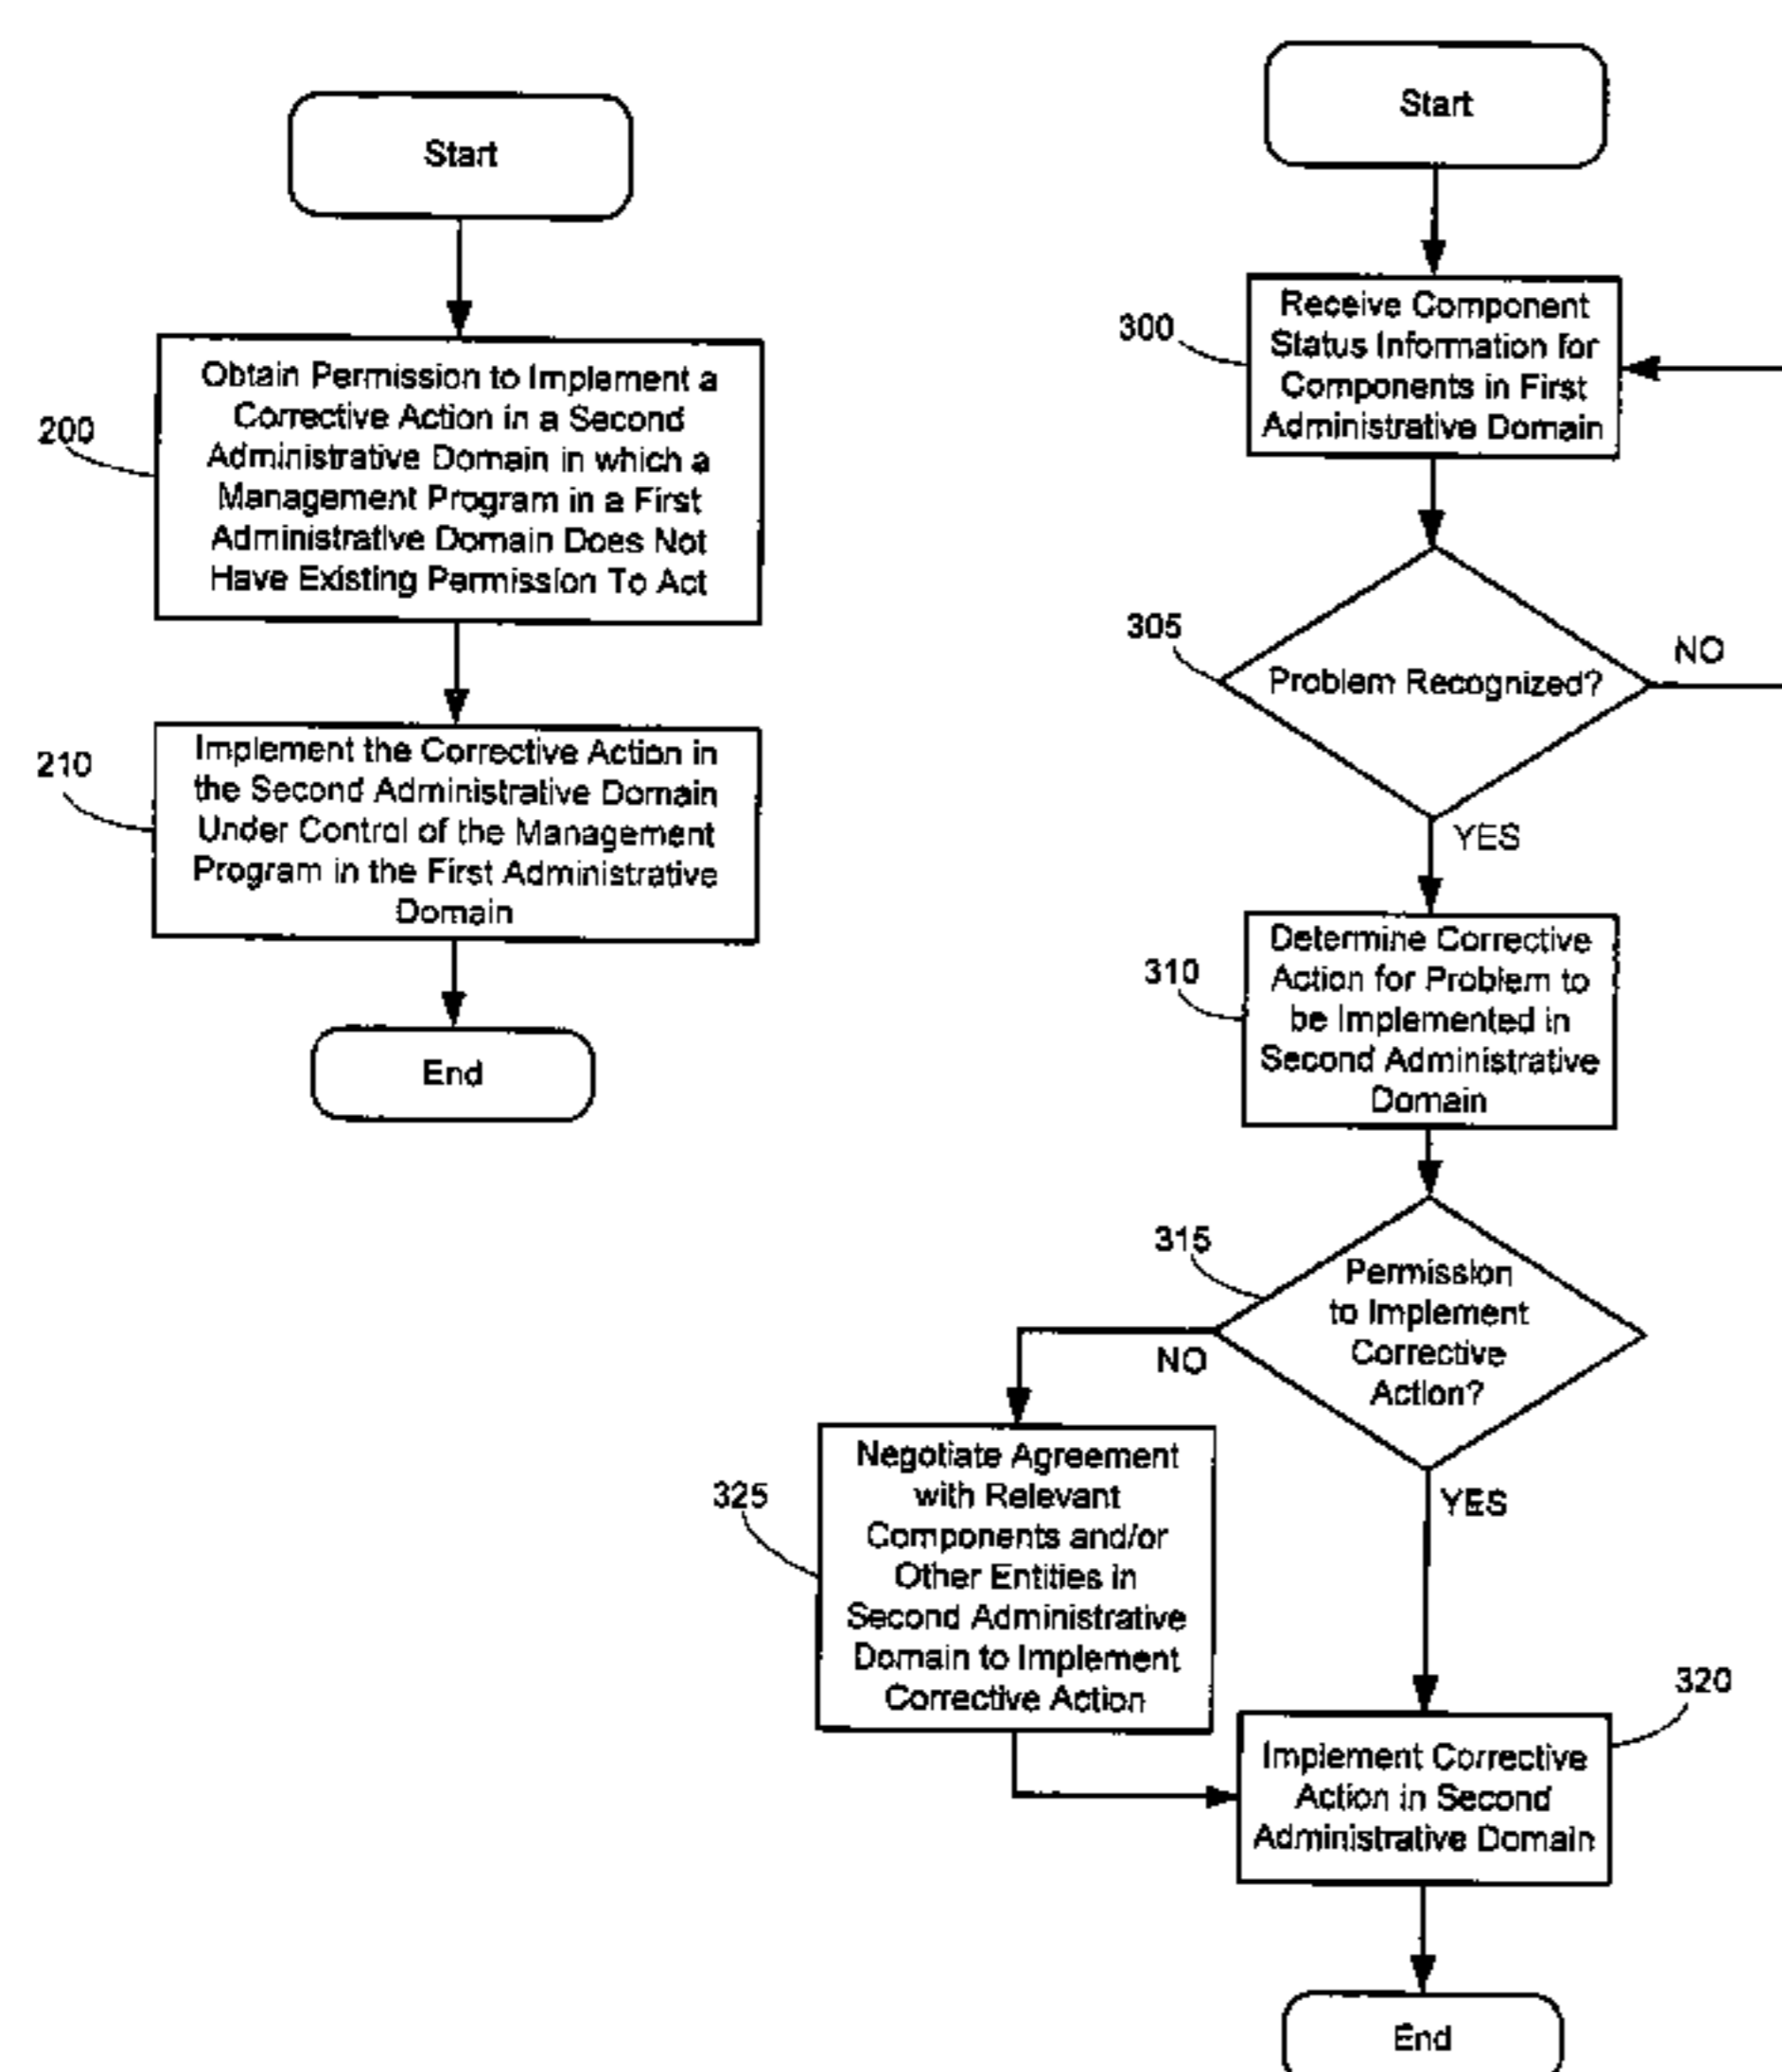 Start
200
Obtain Permission to Implement a
Corrective Action in a Second
Administrative Domain in which a
Management Program in a First
Administrative Domain Does Not
Have Existing Permission To Act
210
Implement the Corrective Action in
the Second Administrative Domain
Under Control of the Management
Program in the First Administrative
Domain
End
Start
300
Receive Component
Status Information for
Components in First
Administrative Domain
305
Problem Recognized?
NO
YES
310
Determine Corrective
Action for Problem to
be Implemented in
Second Administrative
Domain
315
Permission
to Implement
Corrective
Action?
NO
YES
325
Negotiate Agreement
with Relevant
Components and/or
Other Entities in
Second Administrative
Domain to Implement
Corrective Action
320
Implement Corrective
Action in Second
Administrative Domain
End